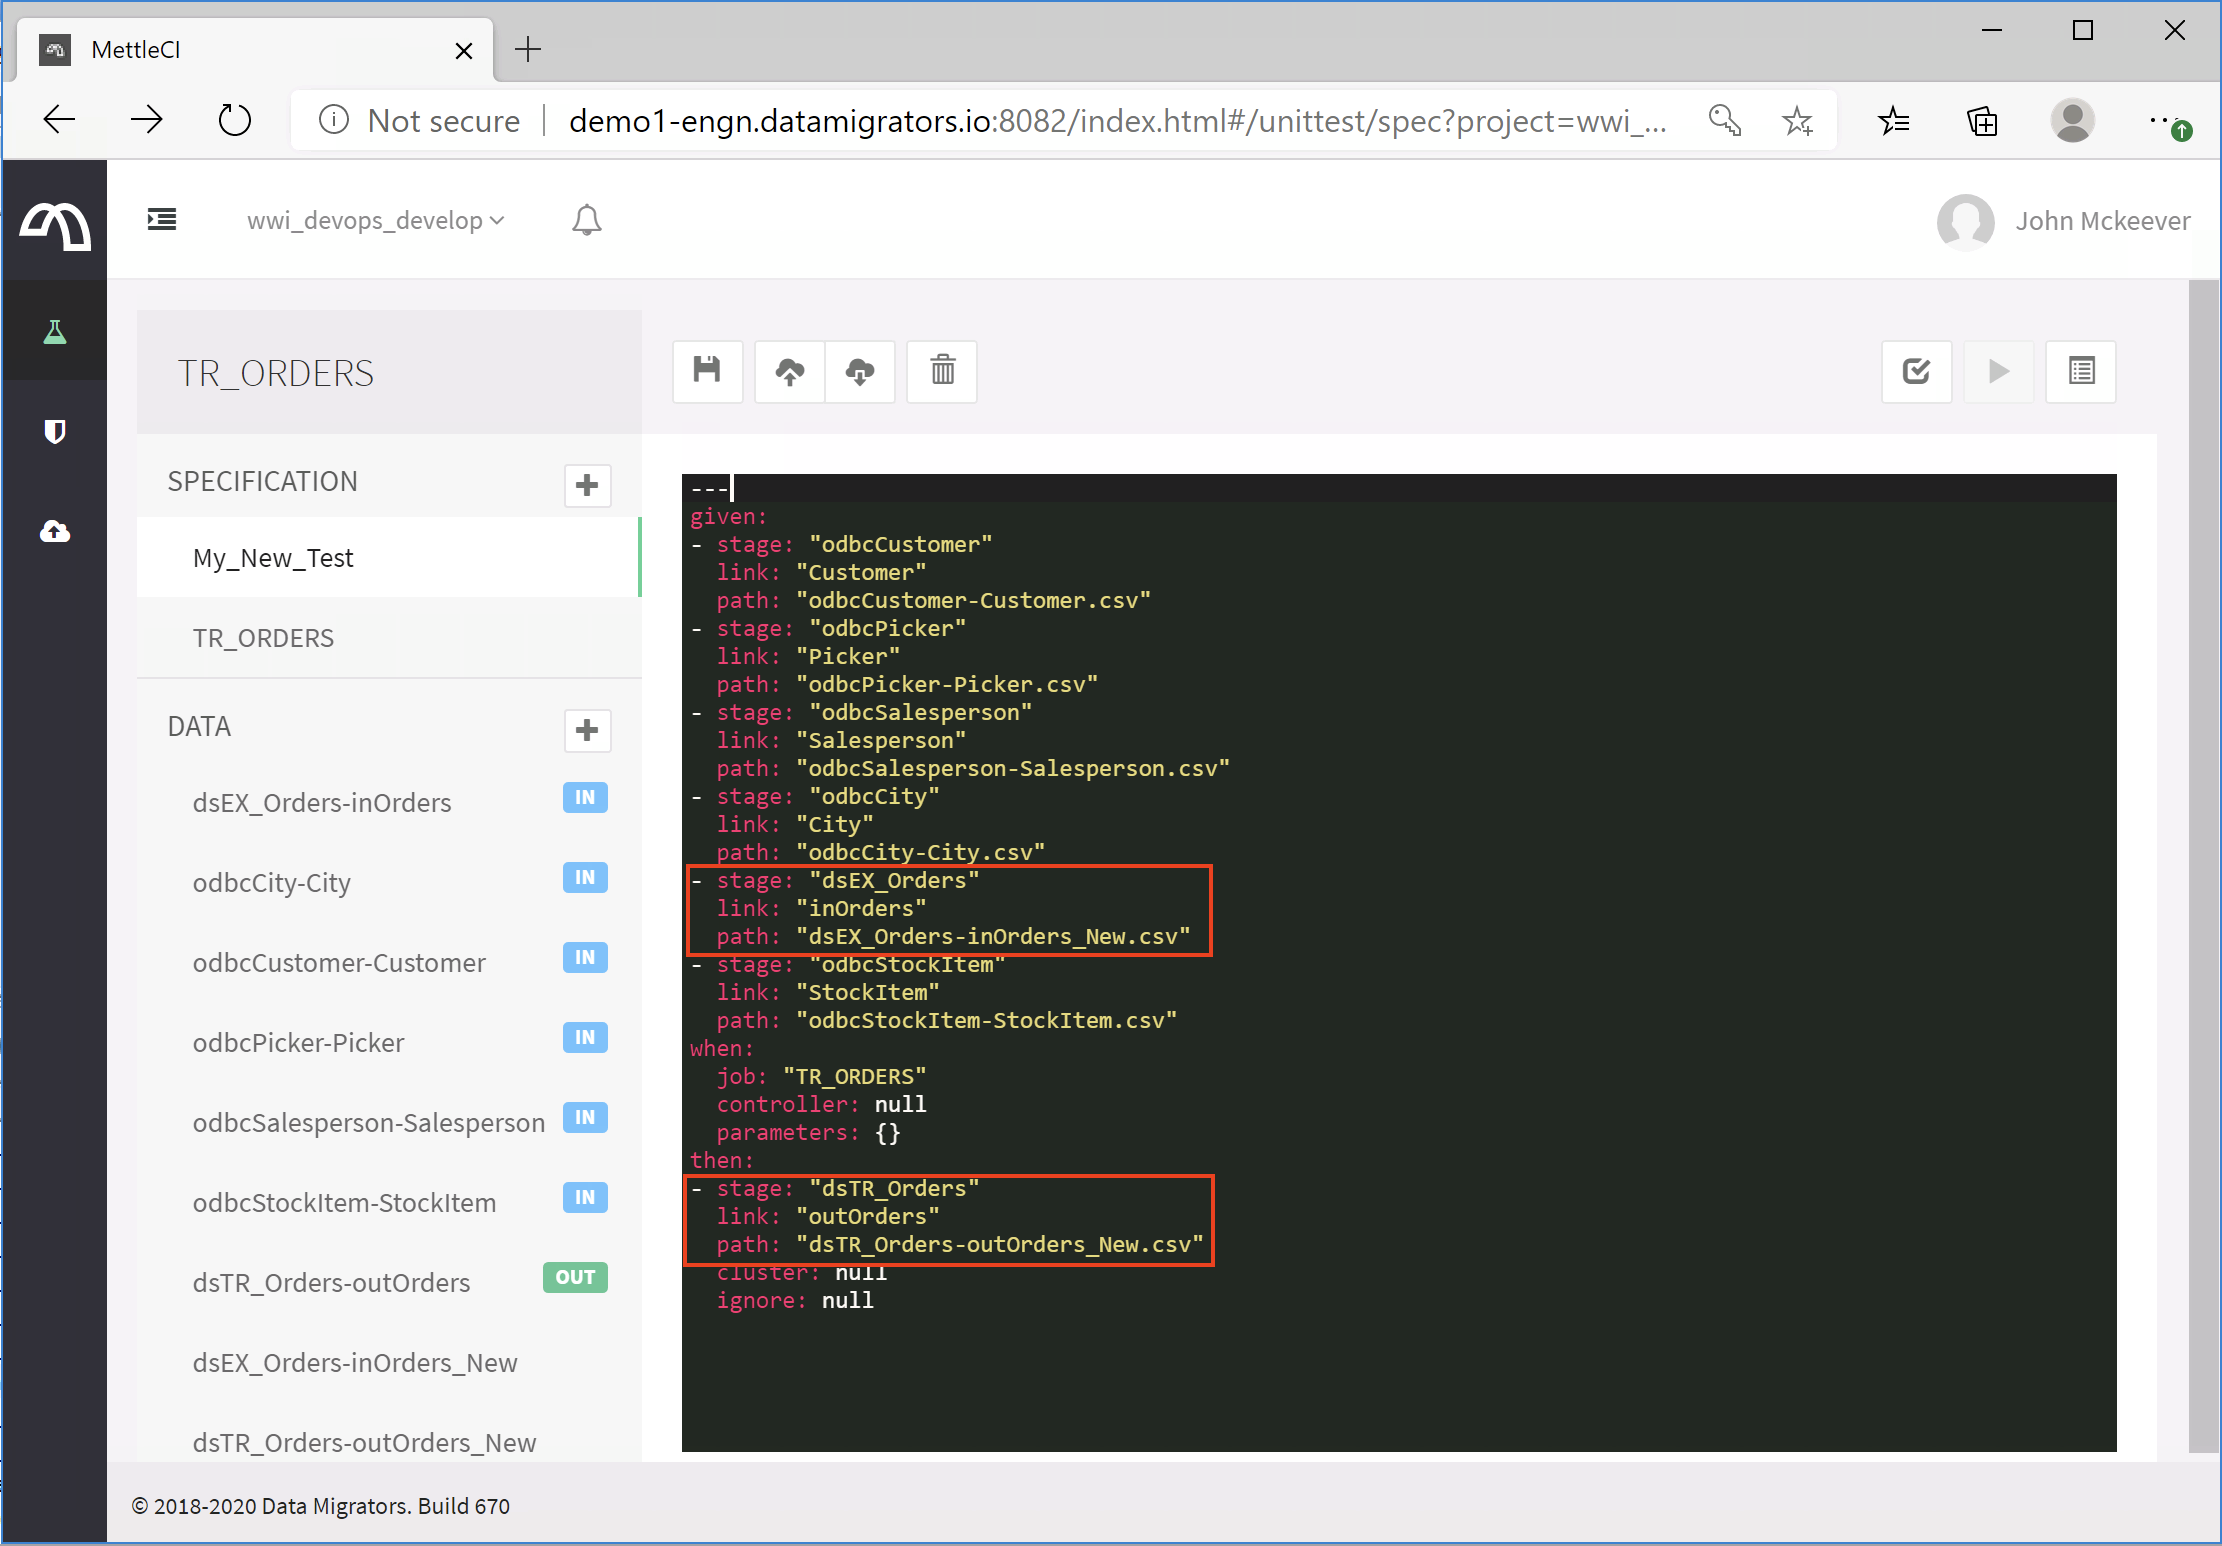 MettleCI
Not secure
demo1-engn.datamigrators.io:8082/index.html#/unittest/spec?project=wwi_...
wwi_devops_develop
John Mckeever
TR_ORDERS
SPECIFICATION
My_New_Test
TR_ORDERS
DATA
dsEX_Orders-inOrders IN
odbcCity-City IN
odbcCustomer-Customer IN
odbcPicker-Picker IN
odbcSalesperson-Salesperson IN
odbcStockItem-StockItem IN
dsTR_Orders-outOrders OUT
dsEX_Orders-inOrders_New
dsTR_Orders-outOrders_New
---
given:
- stage: "odbcCustomer"
link: "Customer"
path: "odbcCustomer-Customer.csv"
- stage: "odbcPicker"
link: "Picker"
path: "odbcPicker-Picker.csv"
- stage: "odbcSalesperson"
link: "Salesperson"
path: "odbcSalesperson-Salesperson.csv"
- stage: "odbcCity"
link: "City"
path: "odbcCity-City.csv"
- stage: "dsEX_Orders"
link: "inOrders"
path: "dsEX_Orders-inOrders_New.csv"
- stage: "odbcStockItem"
link: "StockItem"
path: "odbcStockItem-StockItem.csv"
when:
job: "TR_ORDERS"
controller: null
parameters: {}
then:
- stage: "dsTR_Orders"
link: "outOrders"
path: "dsTR_Orders-outOrders_New.csv"
cluster: null
ignore: null
© 2018-2020 Data Migrators. Build 670